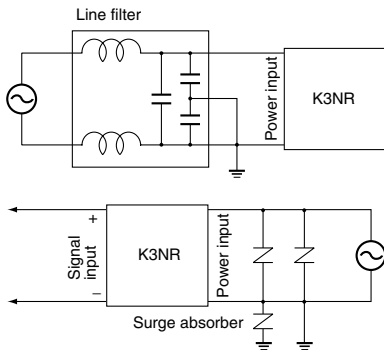 Line filter
Power input
K3NR
+
Signal
input
–
K3NR
Power input
Surge absorber